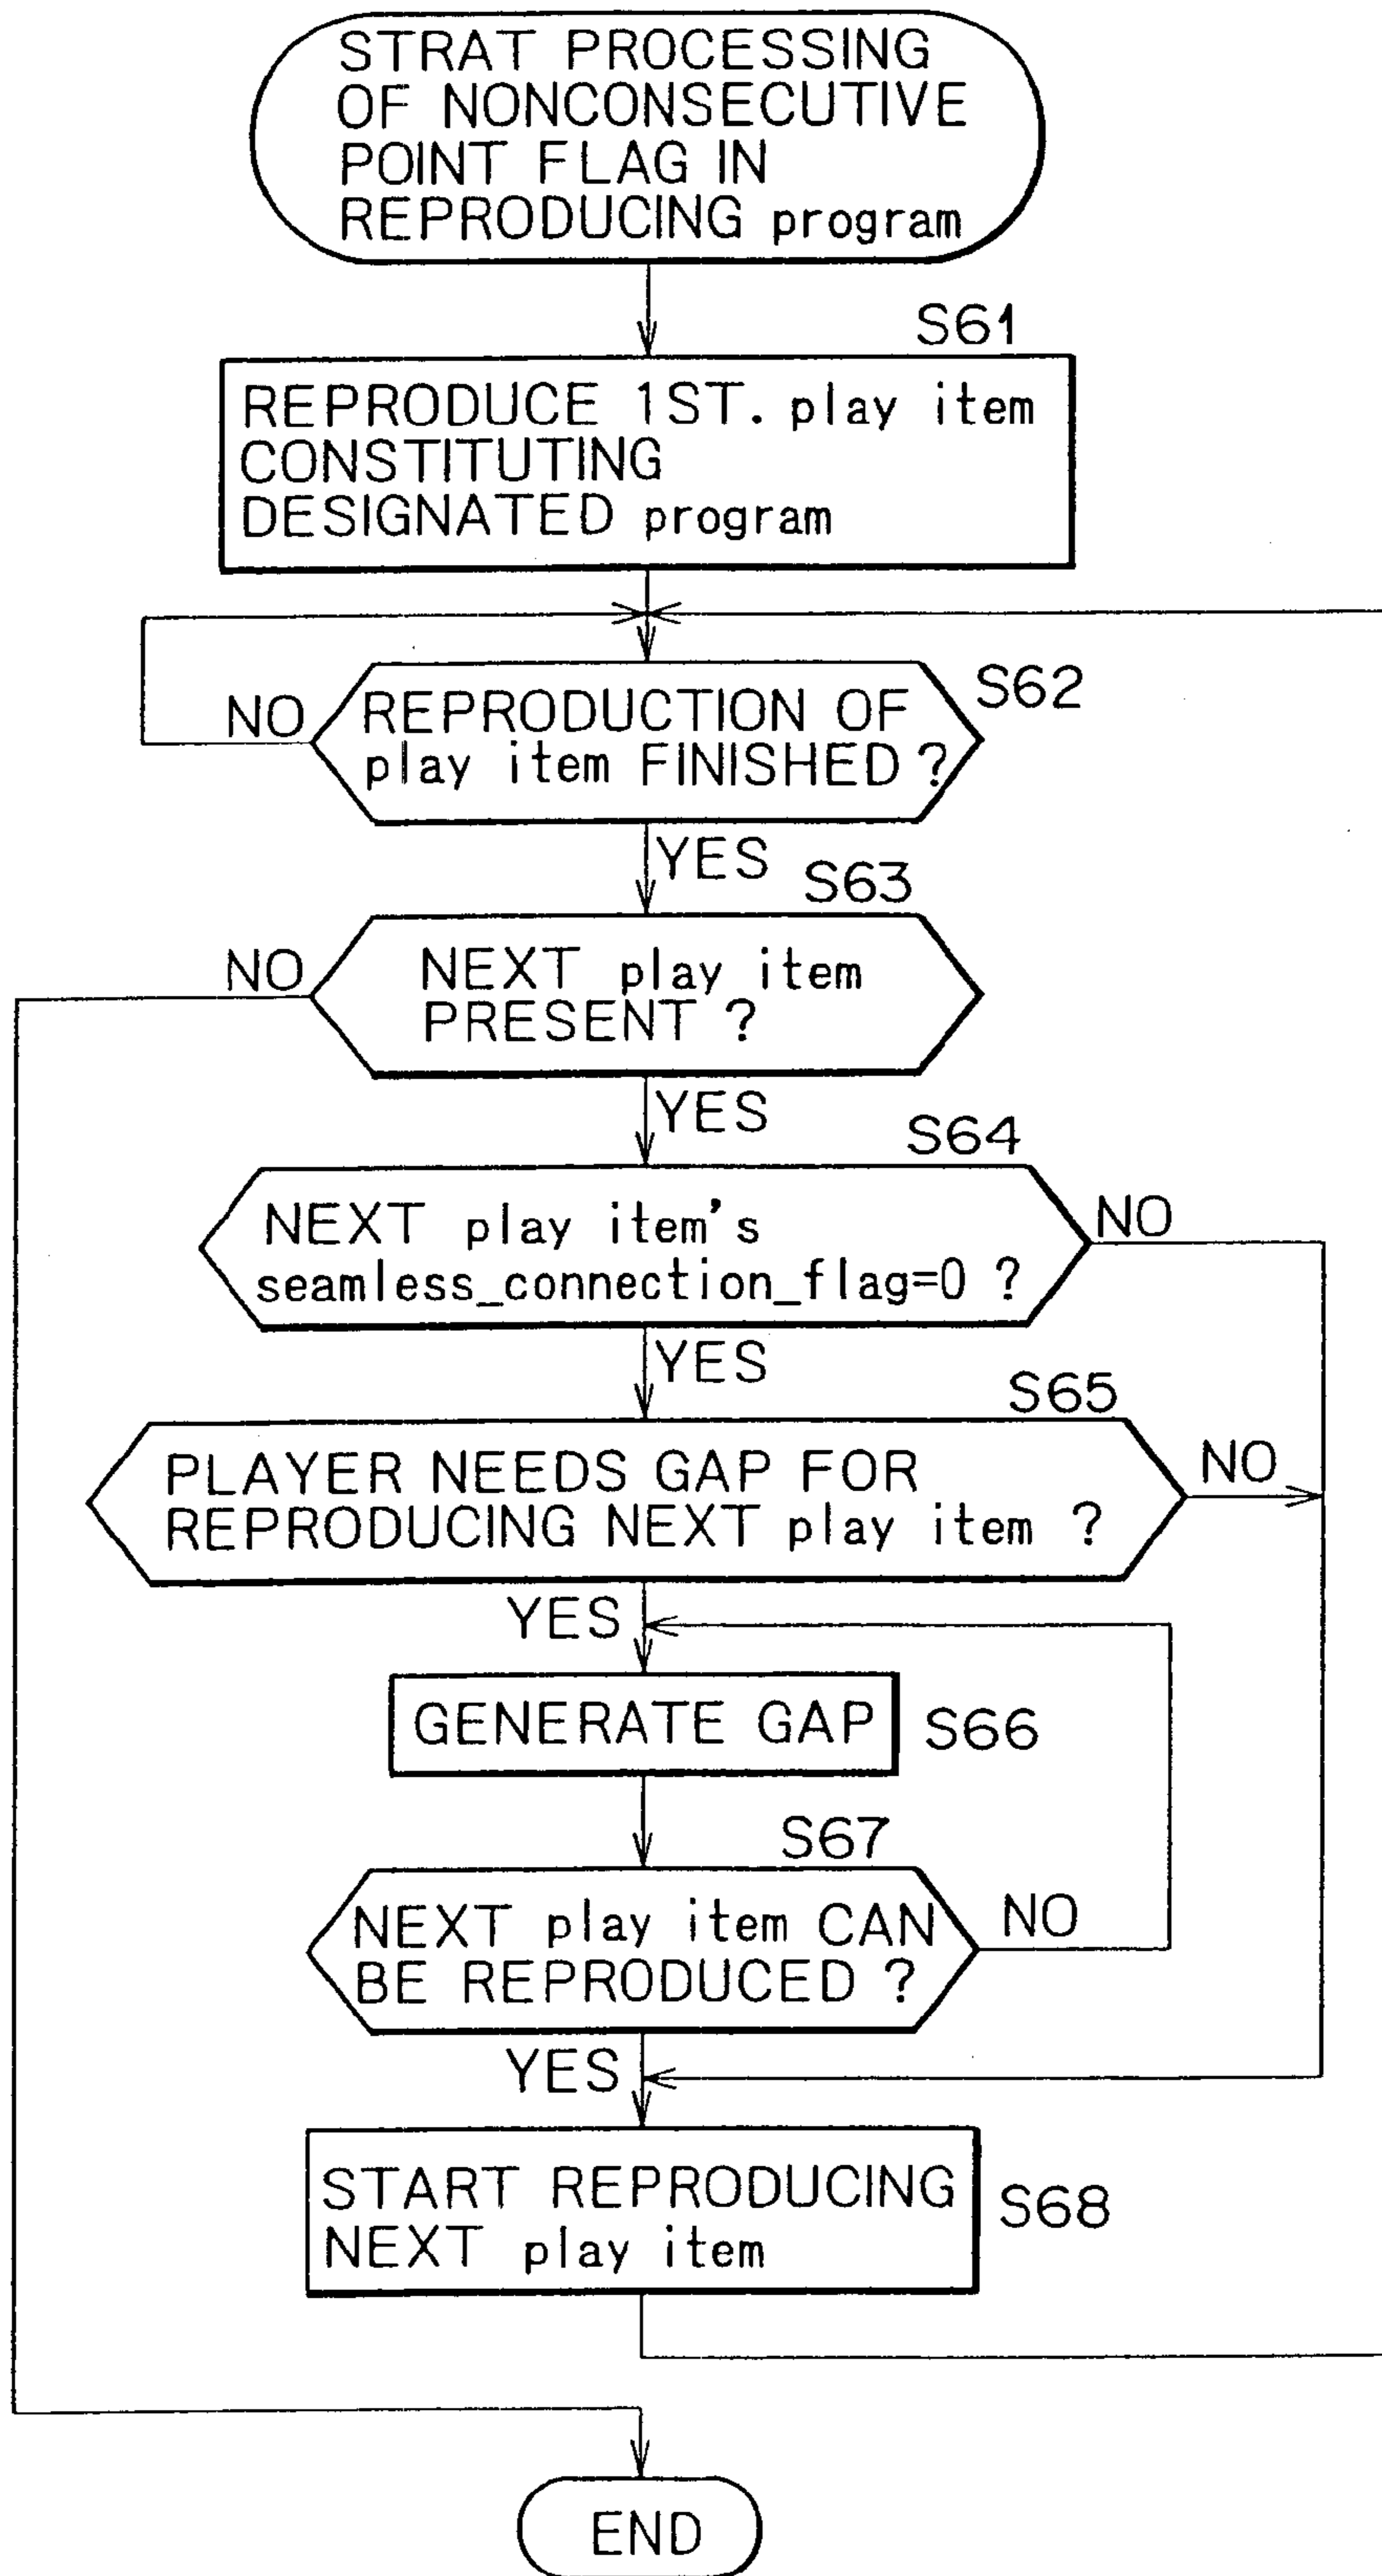 STRAT PROCESSING
OF NONCONSECUTIVE
POINT FLAG IN
REPRODUCING program
S61
REPRODUCE 1ST. play item
CONSTITUTING
DESIGNATED program
S62
NO
REPRODUCTION OF
play item FINISHED ?
YES
S63
NO
NEXT play item
PRESENT ?
YES
S64
NEXT play item's
seamless_connection_flag=0 ?
NO
YES
S65
PLAYER NEEDS GAP FOR
REPRODUCING NEXT play item ?
NO
YES
GENERATE GAP
S66
S67
NEXT play item CAN
BE REPRODUCED ?
NO
YES
START REPRODUCING
NEXT play item
S68
END